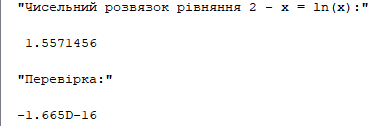 "Чисельний розвязок рівняння 2 - x = ln(x):"
1.5571456
"Перевірка:"
-1.665D-16